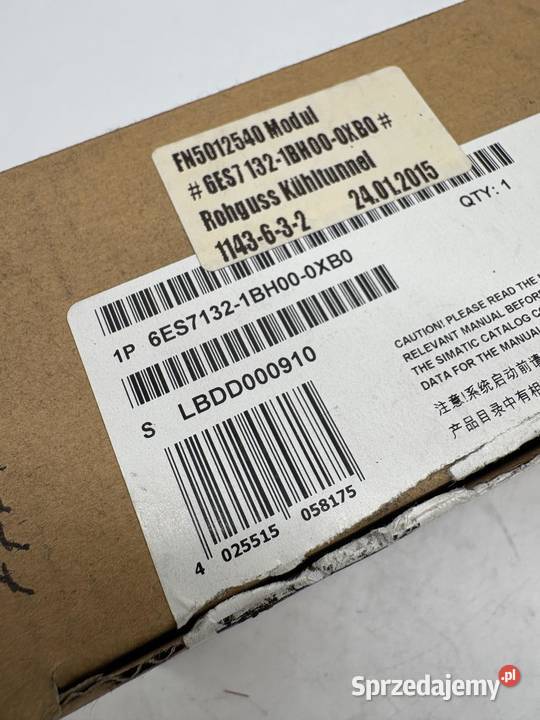 FN5012540 Modul
# 6ES7 132-1BH00-0XB0 #
Rohguss Kühltunnel
1143-6-3-2 24.01.2015
QTY: 1
1P 6ES7132-1BH00-0XB0
S LBDD000910
4 025515 058175
CAUTION! PLEASE READ THE
RELEVANT MANUAL BEFORE
THE SIMATIC CATALOG
DATA FOR THE MANUAL
注意!系统启动前请
产品目录中有相
Sprzedajemy.pl